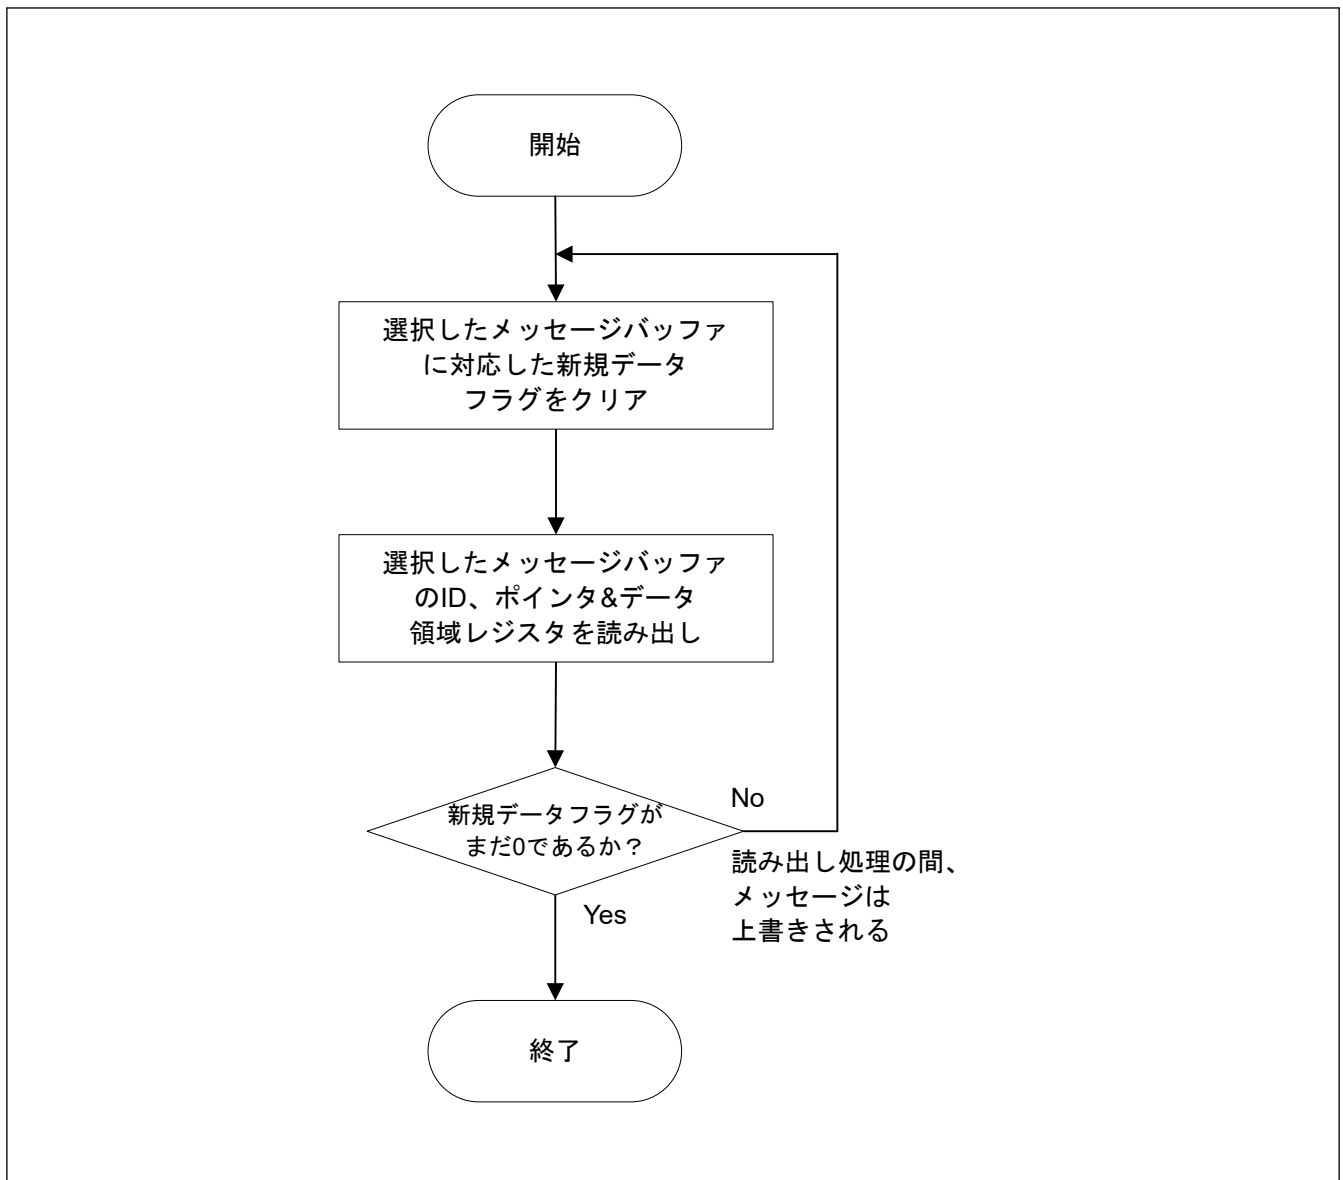 開始
選択したメッセージバッファ
に対応した新規データ
フラグをクリア
選択したメッセージバッファ
のID、ポインタ&データ
領域レジスタを読み出し
新規データフラグが
まだ0であるか？
No
読み出し処理の間、
メッセージは
上書きされる
Yes
終了